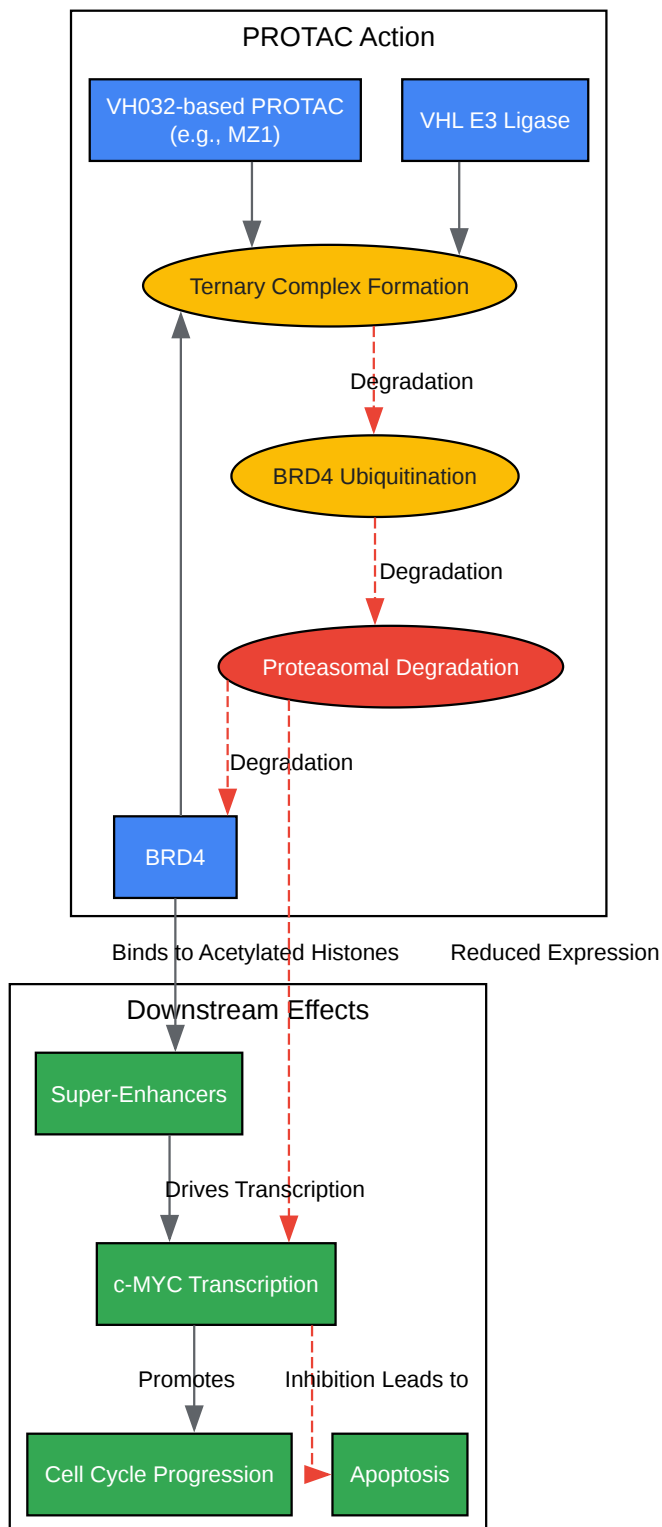 PROTAC Action
VH032-based PROTAC
(e.g., MZ1)
VHL E3 Ligase
Ternary Complex Formation
Degradation
BRD4 Ubiquitination
Degradation
Proteasomal Degradation
Degradation
BRD4
Binds to Acetylated Histones
Reduced Expression
Downstream Effects
Super-Enhancers
Drives Transcription
c-MYC Transcription
Promotes
Inhibition Leads to
Cell Cycle Progression
Apoptosis